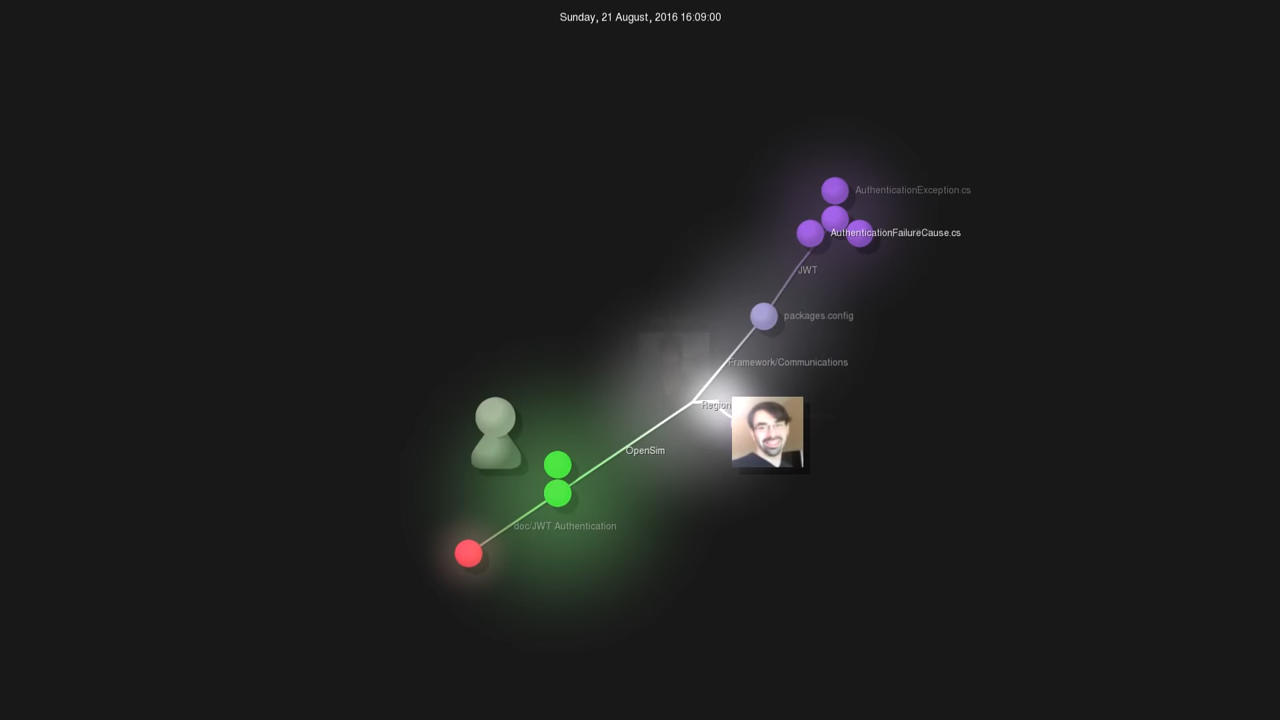 Sunday, 21 August, 2016 16:09:00
AuthenticationException.cs
AuthenticationFailureCause.cs
JWT
packages.config
Framework/Communications
Region
OpenSim
doc/JWT Authentication